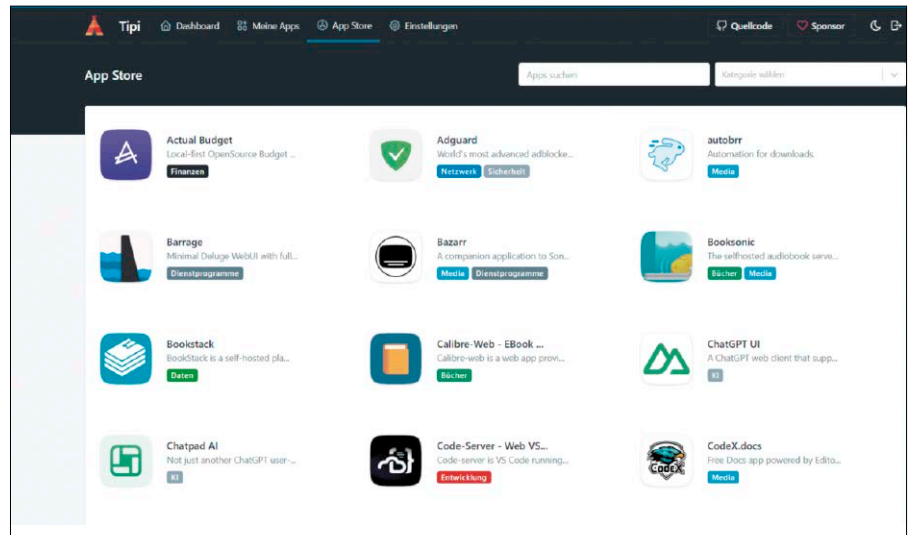 Tipi Dashboard Meine Apps App Store Einstellungen Quellcode Sponsor
App Store Apps suchen Kategorie wählen
Actual Budget Adguard autobrr
Local-first OpenSource Budget ... World's most advanced adblocke... Automation for downloads.
Finanzen Netzwerk Sicherheit Media
Barrage Bazarr Booksonic
Minimal Deluge WebUI with full... A companion application to Son... The selfhosted audiobook serve...
Dienstprogramme Media Dienstprogramme Bücher Media
Bookstack Calibre-Web - EBook ... ChatGPT UI
BookStack is a self-hosted pla... Calibre-web is a web app provi... A ChatGPT web client that supp...
Daten Bücher KI
Chatpad AI Code-Server - Web VS... CodeX.docs
Not just another ChatGPT user-... Code-server is VS Code running... Free Docs app powered by Edito...
KI Entwicklung CodeX Media